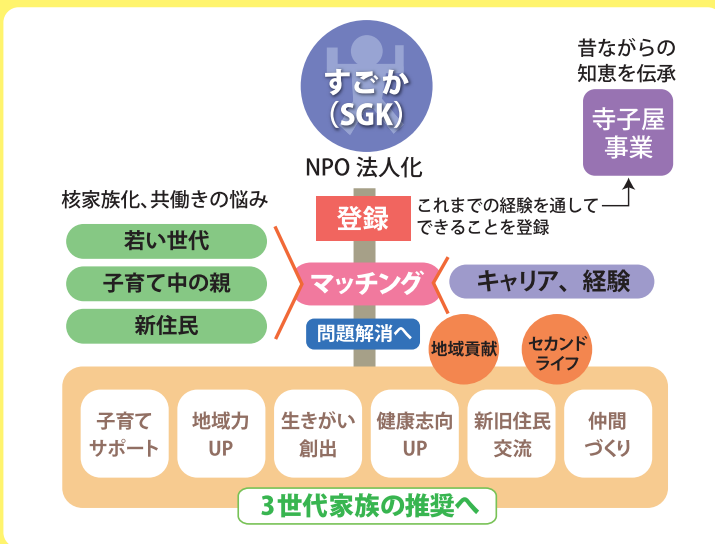 すごか
（SGK）
NPO 法人化
昔ながらの
知恵を伝承
寺子屋
事業
登録
これまでの経験を通して
できることを登録
核家族化、共働きの悩み
若い世代
子育て中の親
新住民
マッチング
キャリア、経験
問題解消へ
地域貢献
セカンド
ライフ
子育て
サポート
地域力
UP
生きがい
創出
健康志向
UP
新旧住民
交流
仲間
づくり
3世代家族の推奨へ